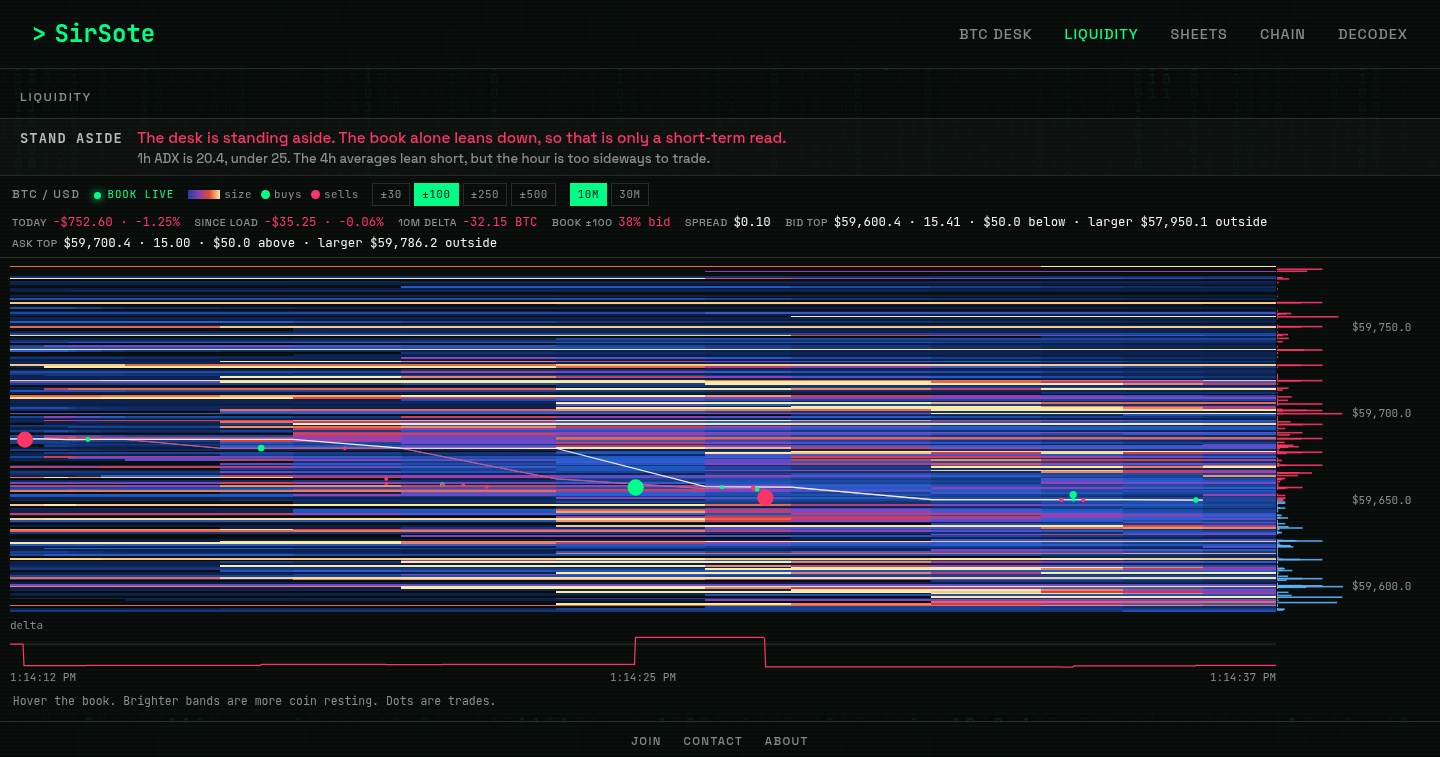 > SirSote
BTC DESK LIQUIDITY SHEETS CHAIN DECODEX
LIQUIDITY
STAND ASIDE The desk is standing aside. The book alone leans down, so that is only a short-term read.
1h ADX is 20.4, under 25. The 4h averages lean short, but the hour is too sideways to trade.
BTC / USD BOOK LIVE size buys sells ±30 ±100 ±250 ±500 10M 30M
TODAY -$752.60 · -1.25% SINCE LOAD -$35.25 · -0.06% 10M DELTA -32.15 BTC BOOK ±100 38% bid SPREAD $0.10 BID TOP $59,600.4 · 15.41 · $50.0 below · larger $57,950.1 outside
ASK TOP $59,700.4 · 15.00 · $50.0 above · larger $59,786.2 outside
$59,750.0
$59,700.0
$59,650.0
$59,600.0
delta
1:14:12 PM 1:14:25 PM 1:14:37 PM
Hover the book. Brighter bands are more coin resting. Dots are trades.
JOIN CONTACT ABOUT